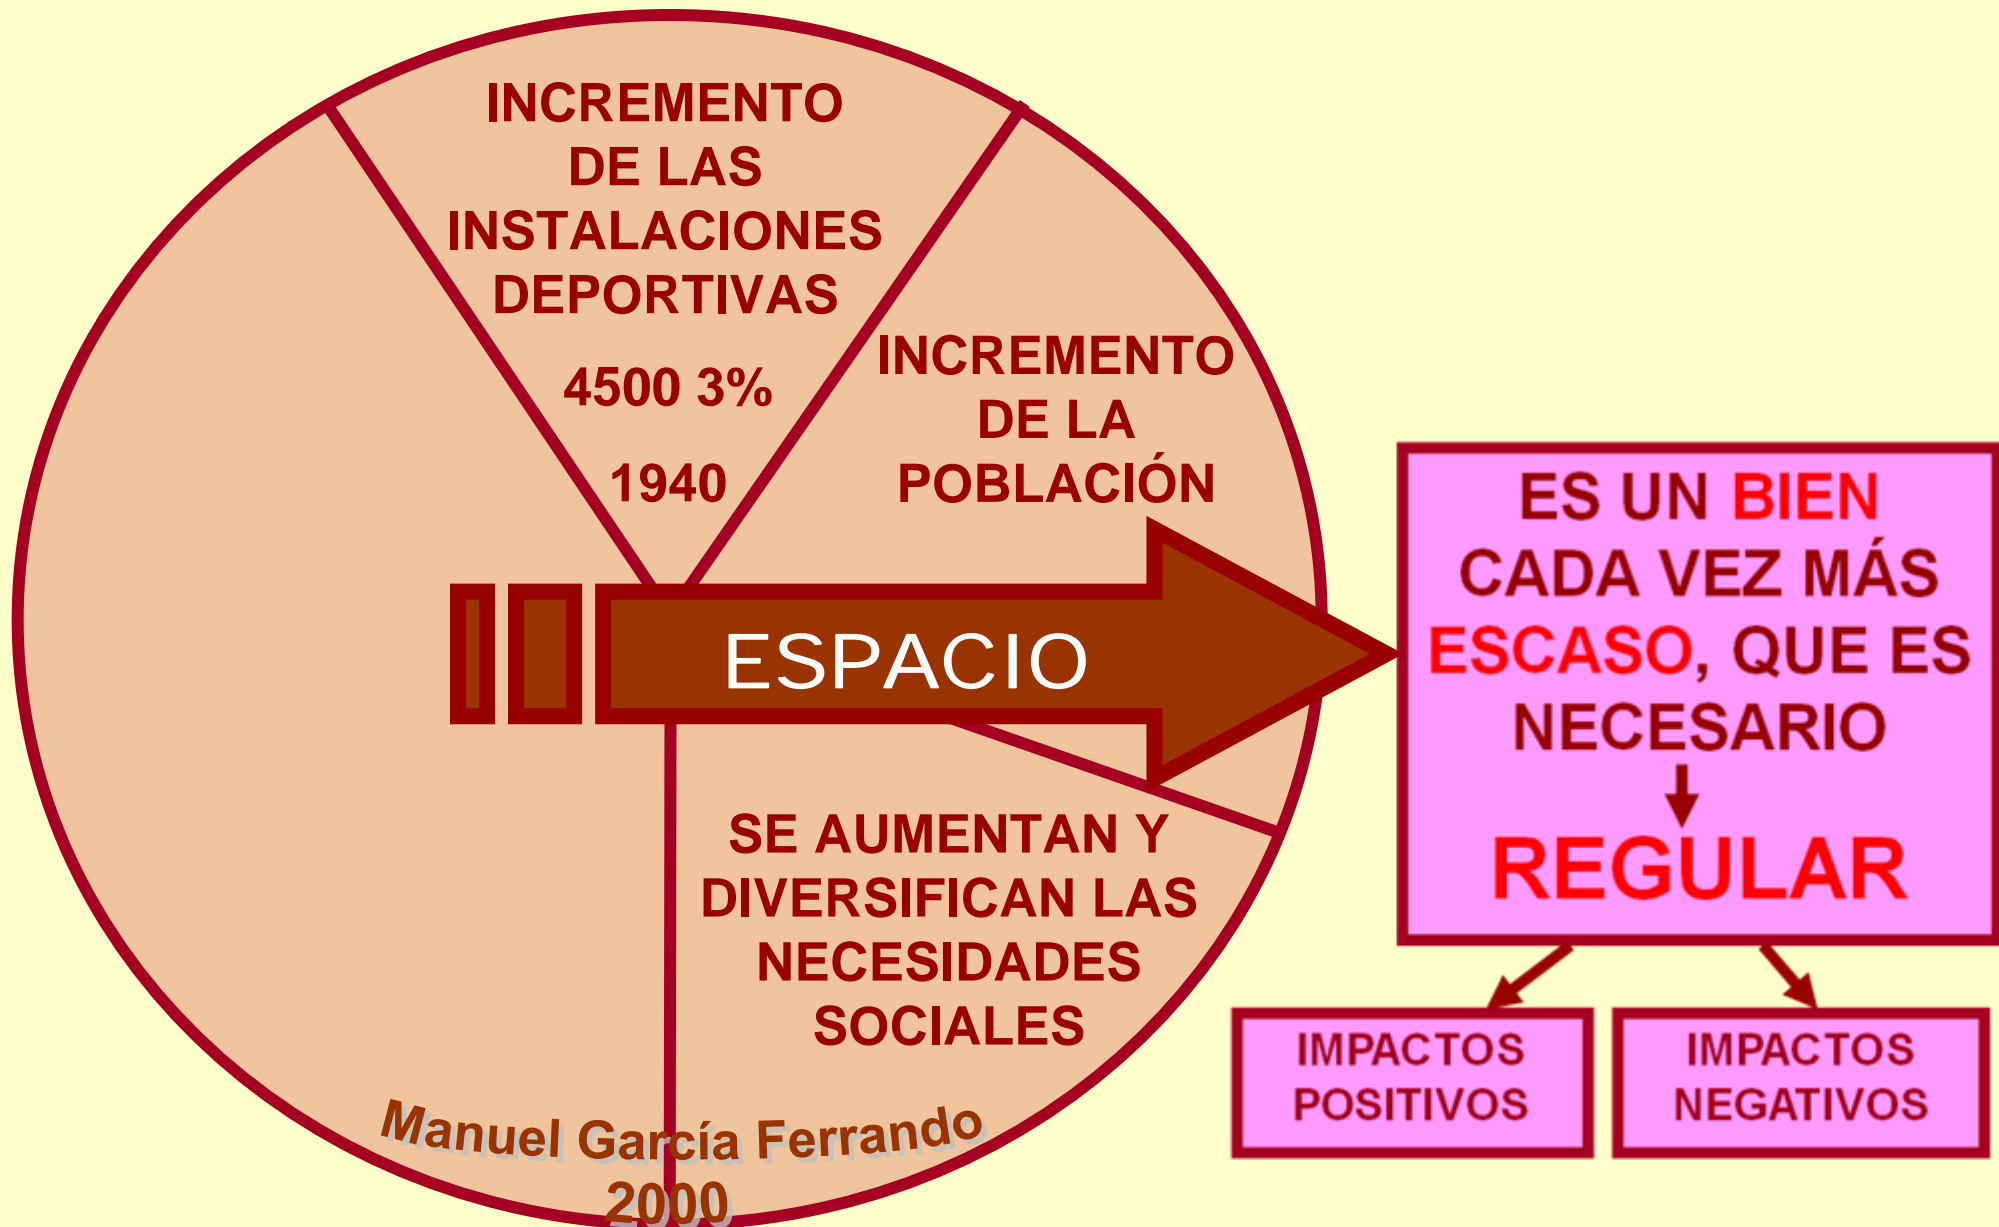 INCREMENTO
DE LAS
INSTALACIONES
DEPORTIVAS
4500 3%
1940
INCREMENTO
DE LA
POBLACIÓN
ESPACIO
SE AUMENTAN Y
DIVERSIFICAN LAS
NECESIDADES
SOCIALES
Manuel García Ferrando
2000
ES UN BIEN
CADA VEZ MÁS
ESCASO, QUE ES
NECESARIO
REGULAR
IMPACTOS
POSITIVOS
IMPACTOS
NEGATIVOS